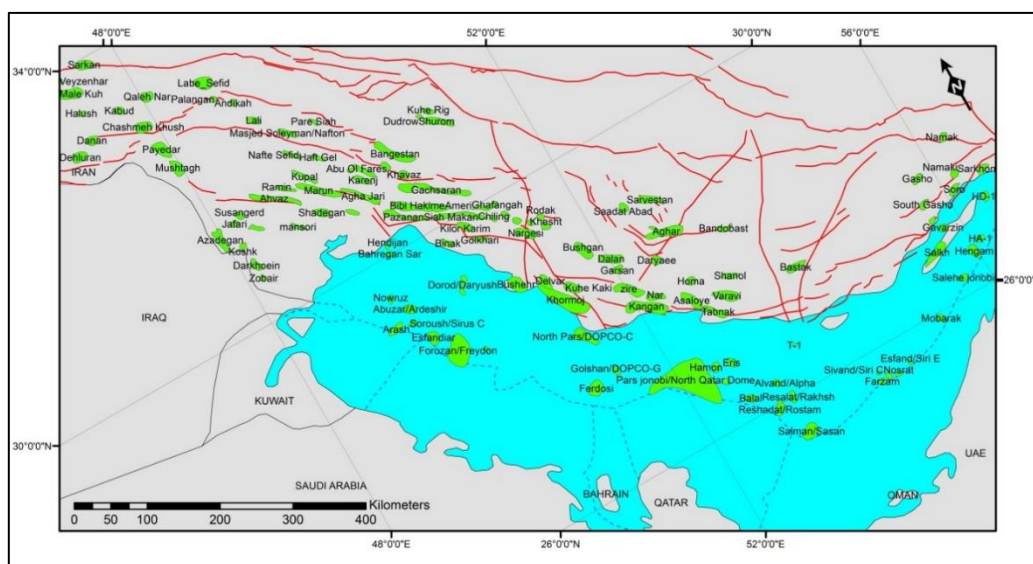 48°0'0"E
52°0'0"E
30°0'0"E
56°0'0"E
34°0'0"N
Sarkan
Veyzenhar
Male Kuh
Labe_Sefid
Qaleh Nar
Palangan
Andikah
Halush
Kabud
Lali
Pare Siah
Kuhe Rig
DudrowShurom
Chashmeh Khush
Masjed Soleyman/Nafton
Danan
Payedar
Dehluran
IRAN
Mushtagh
Nafte Sefid
Haft Gel
Bangestan
Abu Ol Fares
Kupal
Karenj
Khavaz
Ramin
Marun
Agha Jari
Gachsaran
Ahvaz
Susangerd
Shadegan
Bibi Hakime
Ameri
Ghafangah
Jafari
mansori
Pazanan
Siah Makan
Chiling
Rodak
Khesht
Kilor Karim
Nargesi
Azadegan
Koshk
Hendijan
Binak
Golkhari
Bahregan Sar
Darkhoein
Zobair
Sarvestan
Saadat Abad
Aghar
Bandobast
Bushgan
Dalan
Daryaee
Garsan
Namak
Namaki
Sarkhon
Gasho
Soro
HD-1
South Gasho
Gavarzin
HA-1
Hengam
Salkh
Salehe jonobi
26°0'0"N
Dorod/Daryush
Bushehr
Delvar
Kuhe Kaki
zire
Nar
Homa
Shanol
Bastak
Khormoj
Kangan
Asaloye
Varavi
Tabnak
Nowruz
Abuzar/Ardeshir
Arash
Soroush/Sirus C
Esfandiar
Forozan/Freydon
North Pars/DOPCO-C
T-1
Mobarak
IRAQ
Golshan/DOPCO-G
Hamon
Eris
Esfand/Siri E
Pars jonobi/North Qatar Dome
Alvand/Alpha
Sivand/Siri C
Nosrat
Ferdosi
Farzam
Balal
Resalat/Rakhsh
Reshadat/Rostam
KUWAIT
Salman/Sasan
30°0'0"N
UAE
SAUDI ARABIA
BAHRAIN
QATAR
OMAN
Kilometers
0 50 100 200 300 400
48°0'0"E
26°0'0"N
52°0'0"E
N